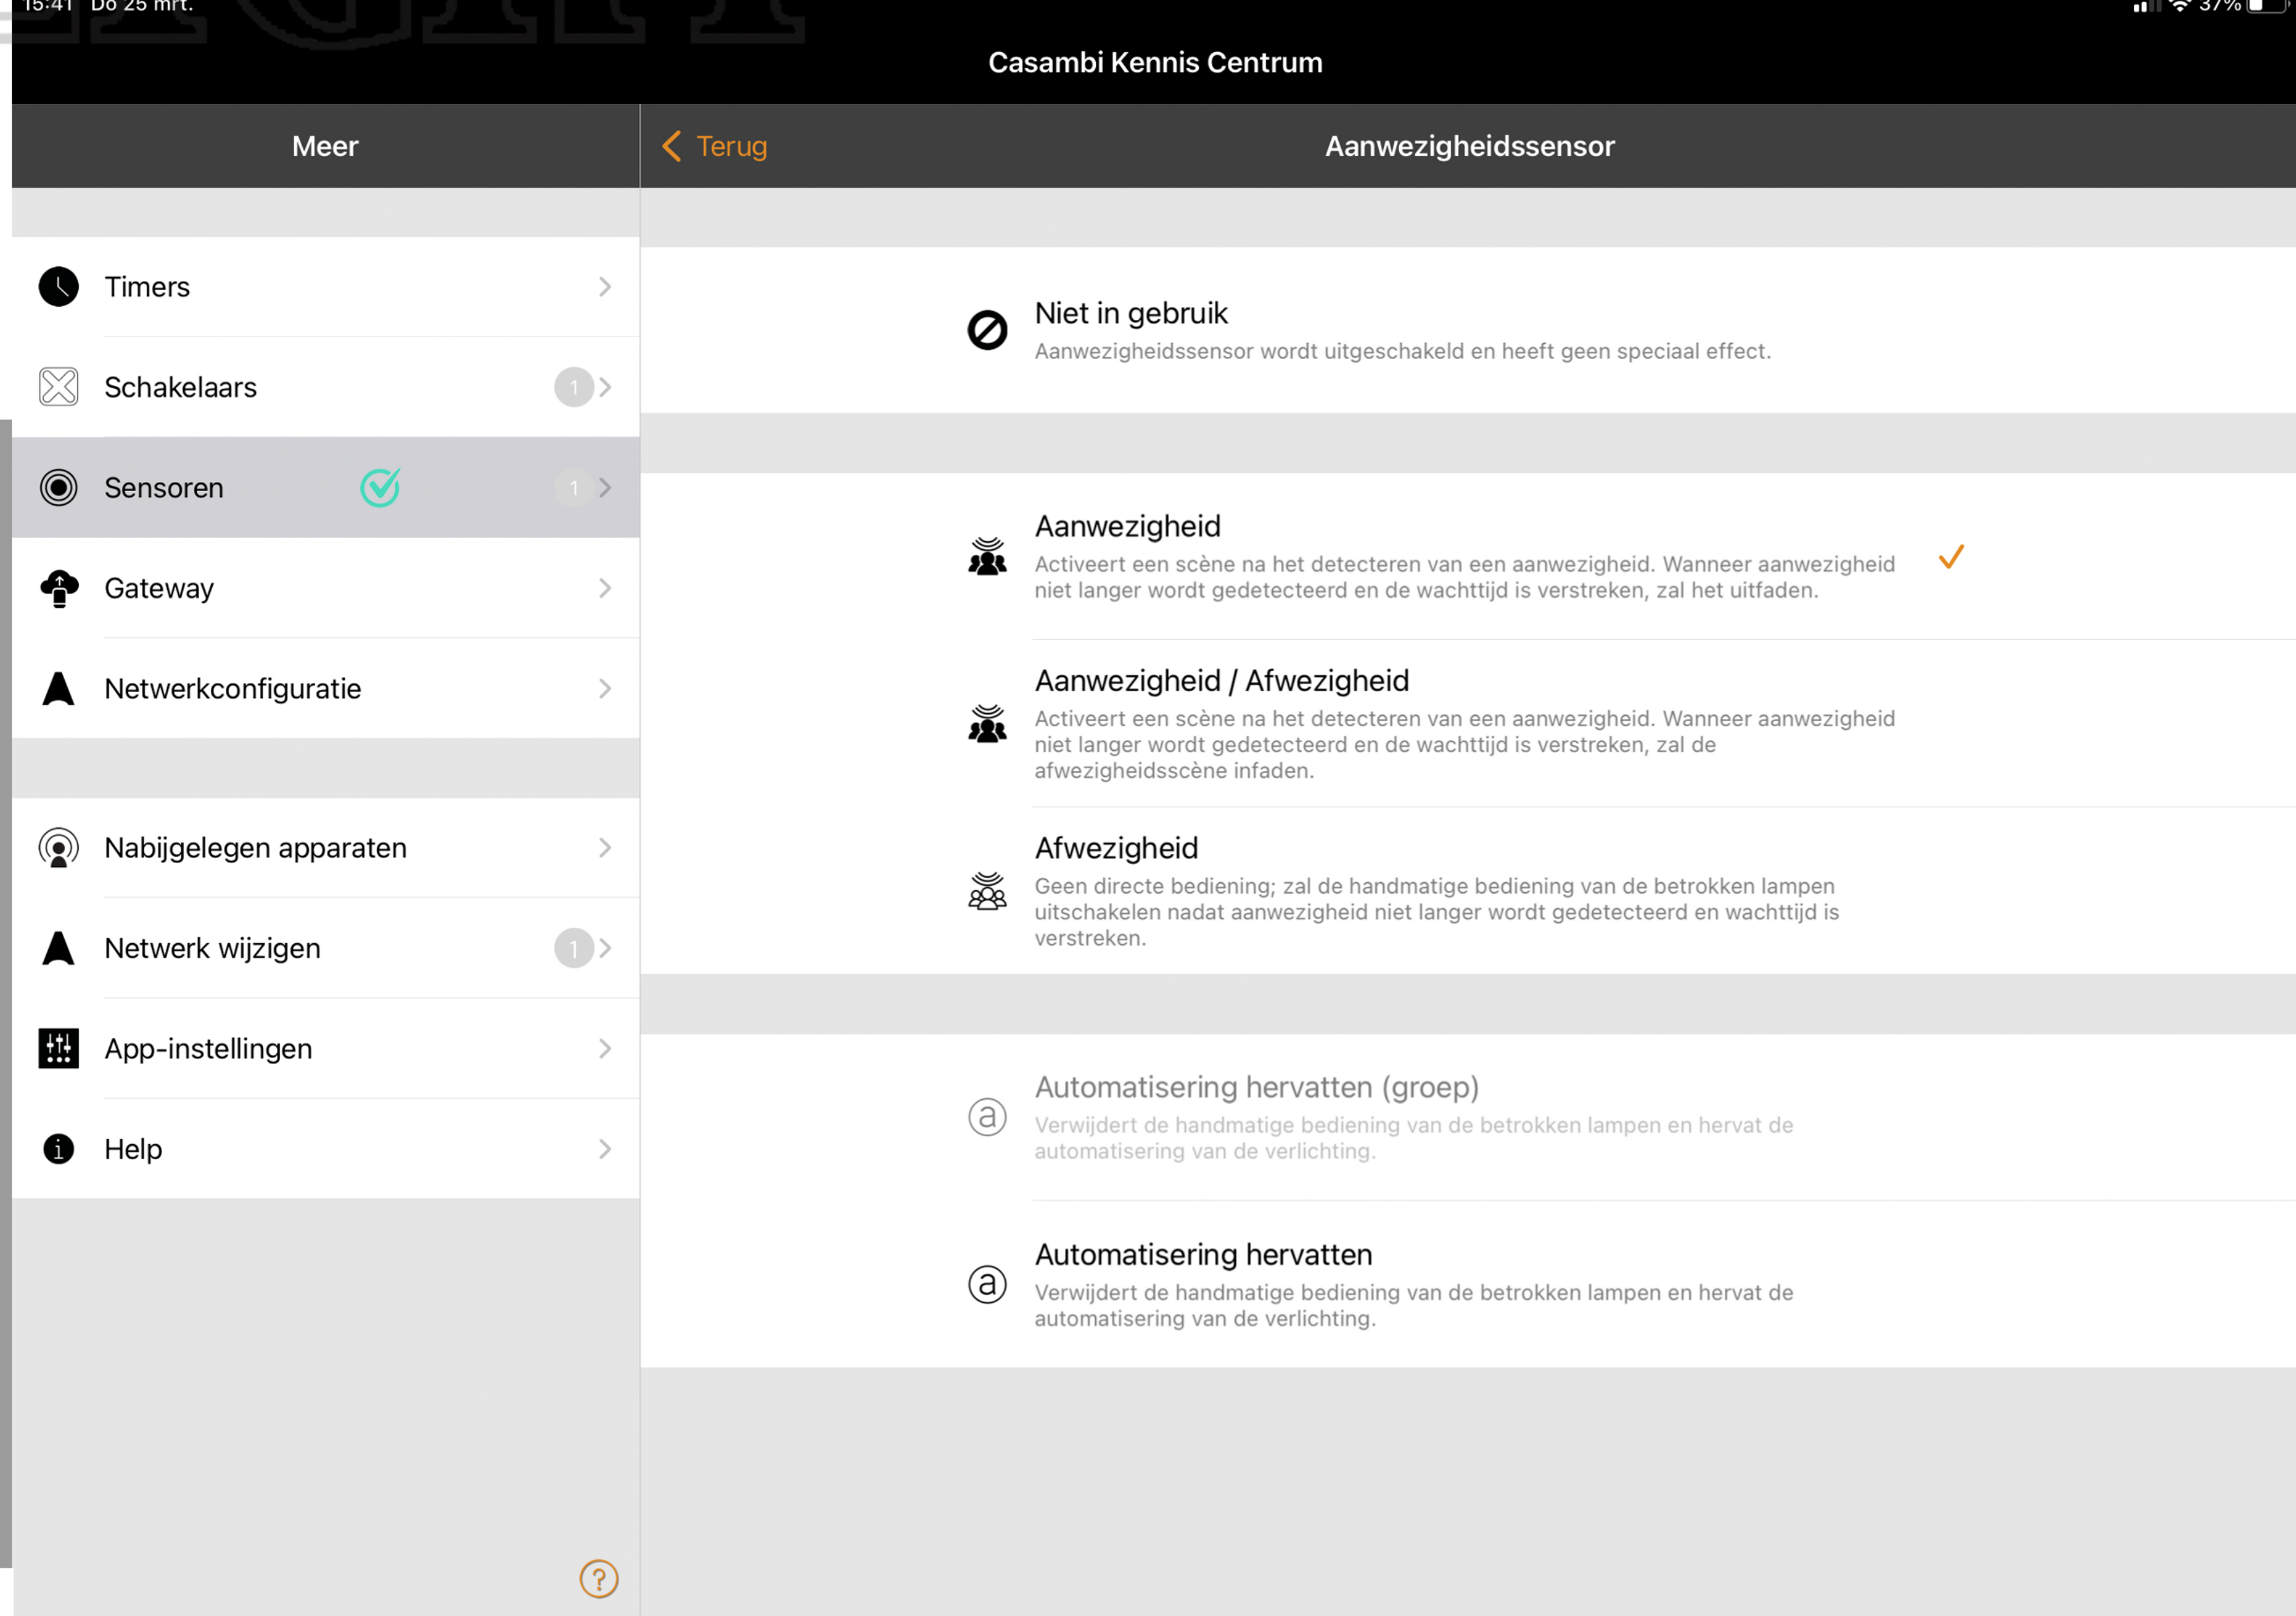 15:41 Do 25 mrt.
37%
Casambi Kennis Centrum
Meer
Terug
Aanwezigheidssensor
Timers
Schakelaars 1
Sensoren 1
Gateway
Netwerkconfiguratie
Nabijgelegen apparaten
Netwerk wijzigen 1
App-instellingen
Help
?
Niet in gebruik
Aanwezigheidssensor wordt uitgeschakeld en heeft geen speciaal effect.
Aanwezigheid
Activeert een scène na het detecteren van een aanwezigheid. Wanneer aanwezigheid
niet langer wordt gedetecteerd en de wachttijd is verstreken, zal het uitfaden.
Aanwezigheid / Afwezigheid
Activeert een scène na het detecteren van een aanwezigheid. Wanneer aanwezigheid
niet langer wordt gedetecteerd en de wachttijd is verstreken, zal de
afwezigheidsscène infaden.
Afwezigheid
Geen directe bediening; zal de handmatige bediening van de betrokken lampen
uitschakelen nadat aanwezigheid niet langer wordt gedetecteerd en wachttijd is
verstreken.
a
Automatisering hervatten (groep)
Verwijdert de handmatige bediening van de betrokken lampen en hervat de
automatisering van de verlichting.
a
Automatisering hervatten
Verwijdert de handmatige bediening van de betrokken lampen en hervat de
automatisering van de verlichting.